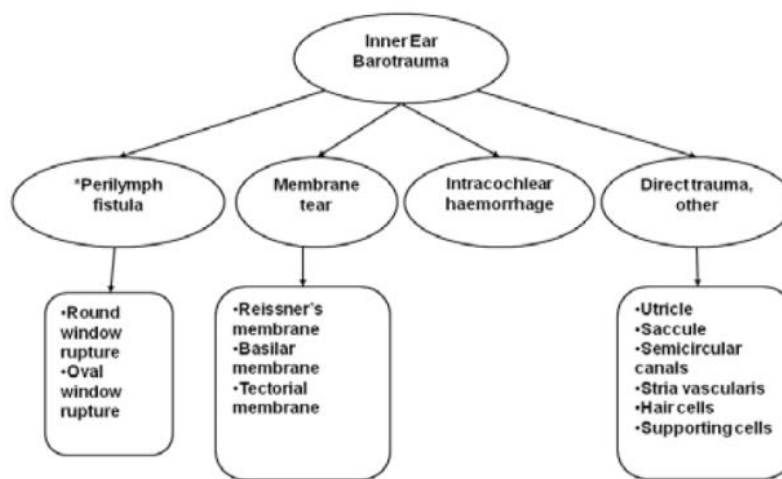 Inner Ear
Barotrauma
*Perilymph
fistula
Membrane
tear
Intracochlear
haemorrhage
Direct trauma,
other
•Round
window
rupture
•Oval
window
rupture
•Reissner's
membrane
•Basilar
membrane
•Tectorial
membrane
•Utricle
•Saccule
•Semicircular
canals
•Stria vascularis
•Hair cells
•Supporting cells